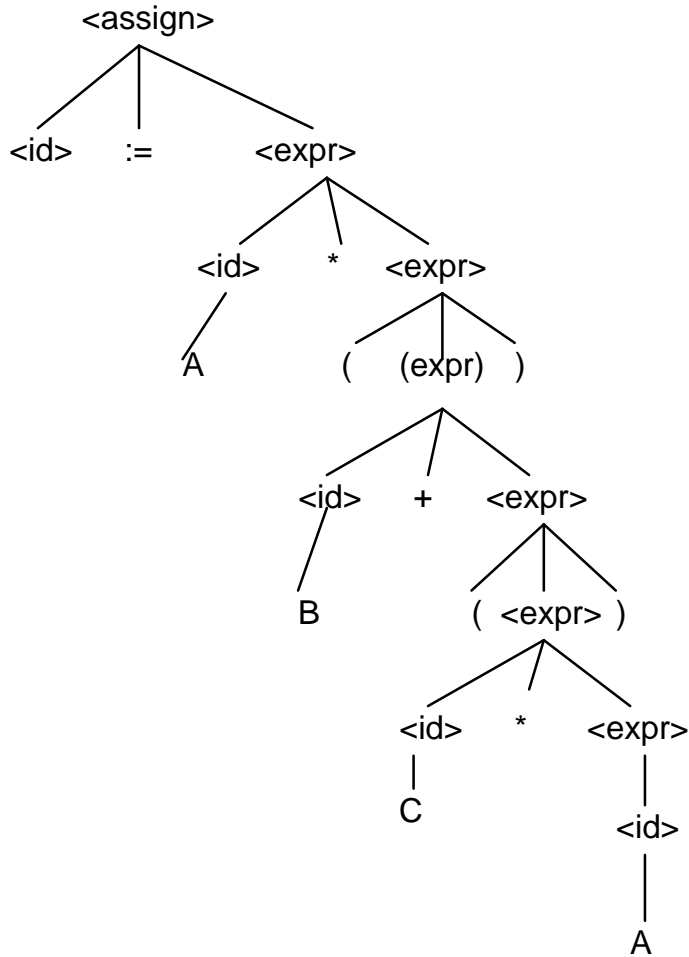 <assign>
<id> := <expr>
<id> * <expr>
A ( (expr) )
<id> + <expr>
B ( <expr> )
<id> * <expr>
C
<id>
A